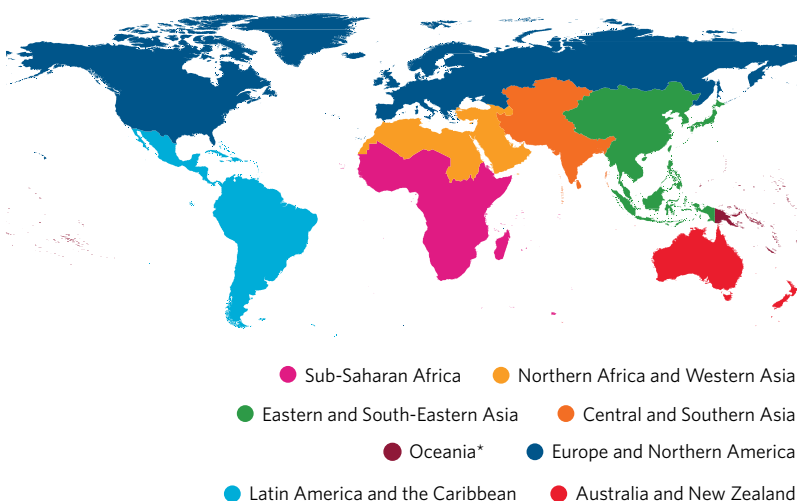 Sub-Saharan Africa Northern Africa and Western Asia
Eastern and South-Eastern Asia Central and Southern Asia
Oceania* Europe and Northern America
Latin America and the Caribbean Australia and New Zealand